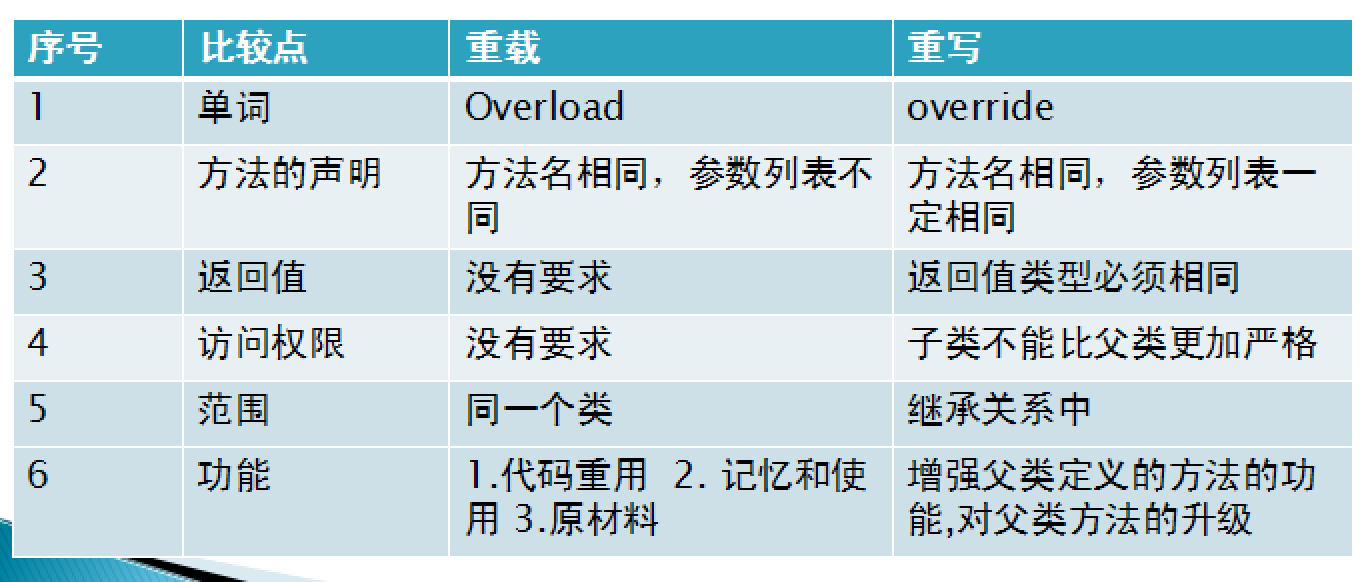 序号 比较点 重载 重写
1 单词 Overload override
2 方法的声明 方法名相同，参数列表不同 方法名相同，参数列表一定相同
3 返回值 没有要求 返回值类型必须相同
4 访问权限 没有要求 子类不能比父类更加严格
5 范围 同一个类 继承关系中
6 功能 1.代码重用 2. 记忆和使用 3.原材料 增强父类定义的方法的功能,对父类方法的升级